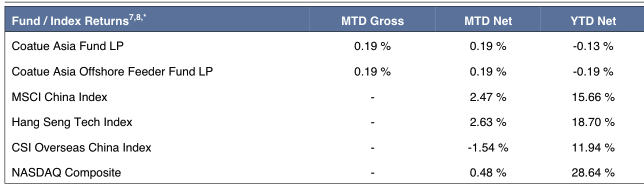 Fund / Index Returns7,8,* MTD Gross MTD Net YTD Net
Coatue Asia Fund LP 0.19 % 0.19 % -0.13 %
Coatue Asia Offshore Feeder Fund LP 0.19 % 0.19 % -0.19 %
MSCI China Index - 2.47 % 15.66 %
Hang Seng Tech Index - 2.63 % 18.70 %
CSI Overseas China Index - -1.54 % 11.94 %
NASDAQ Composite - 0.48 % 28.64 %